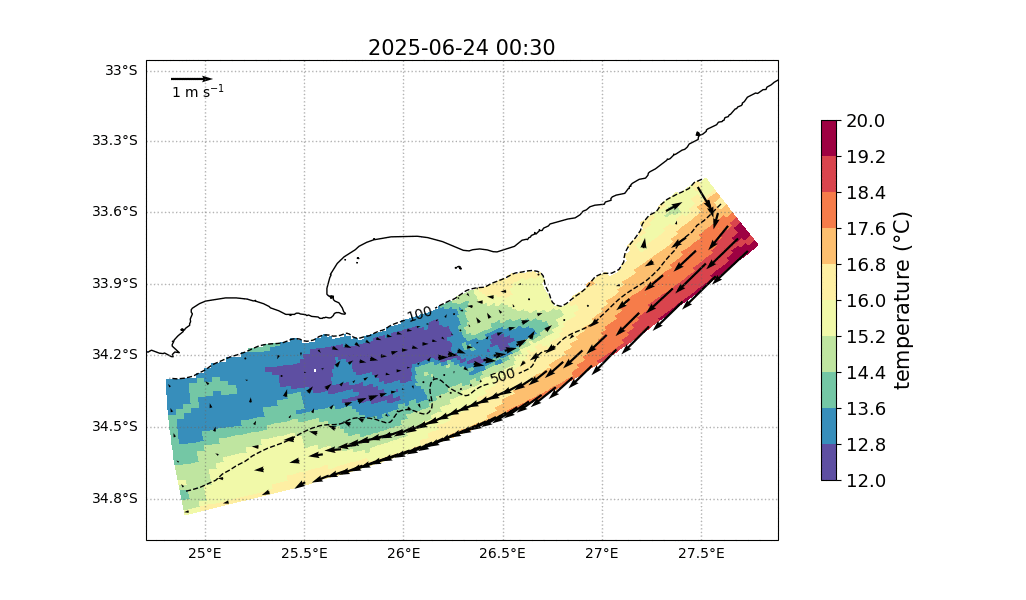 2025-06-24 00:30
1 m s⁻¹
33°S
33.3°S
33.6°S
33.9°S
34.2°S
34.5°S
34.8°S
100
500
25°E
25.5°E
26°E
26.5°E
27°E
27.5°E
20.0
19.2
18.4
17.6
16.8
16.0
15.2
14.4
13.6
12.8
12.0
temperature (°C)